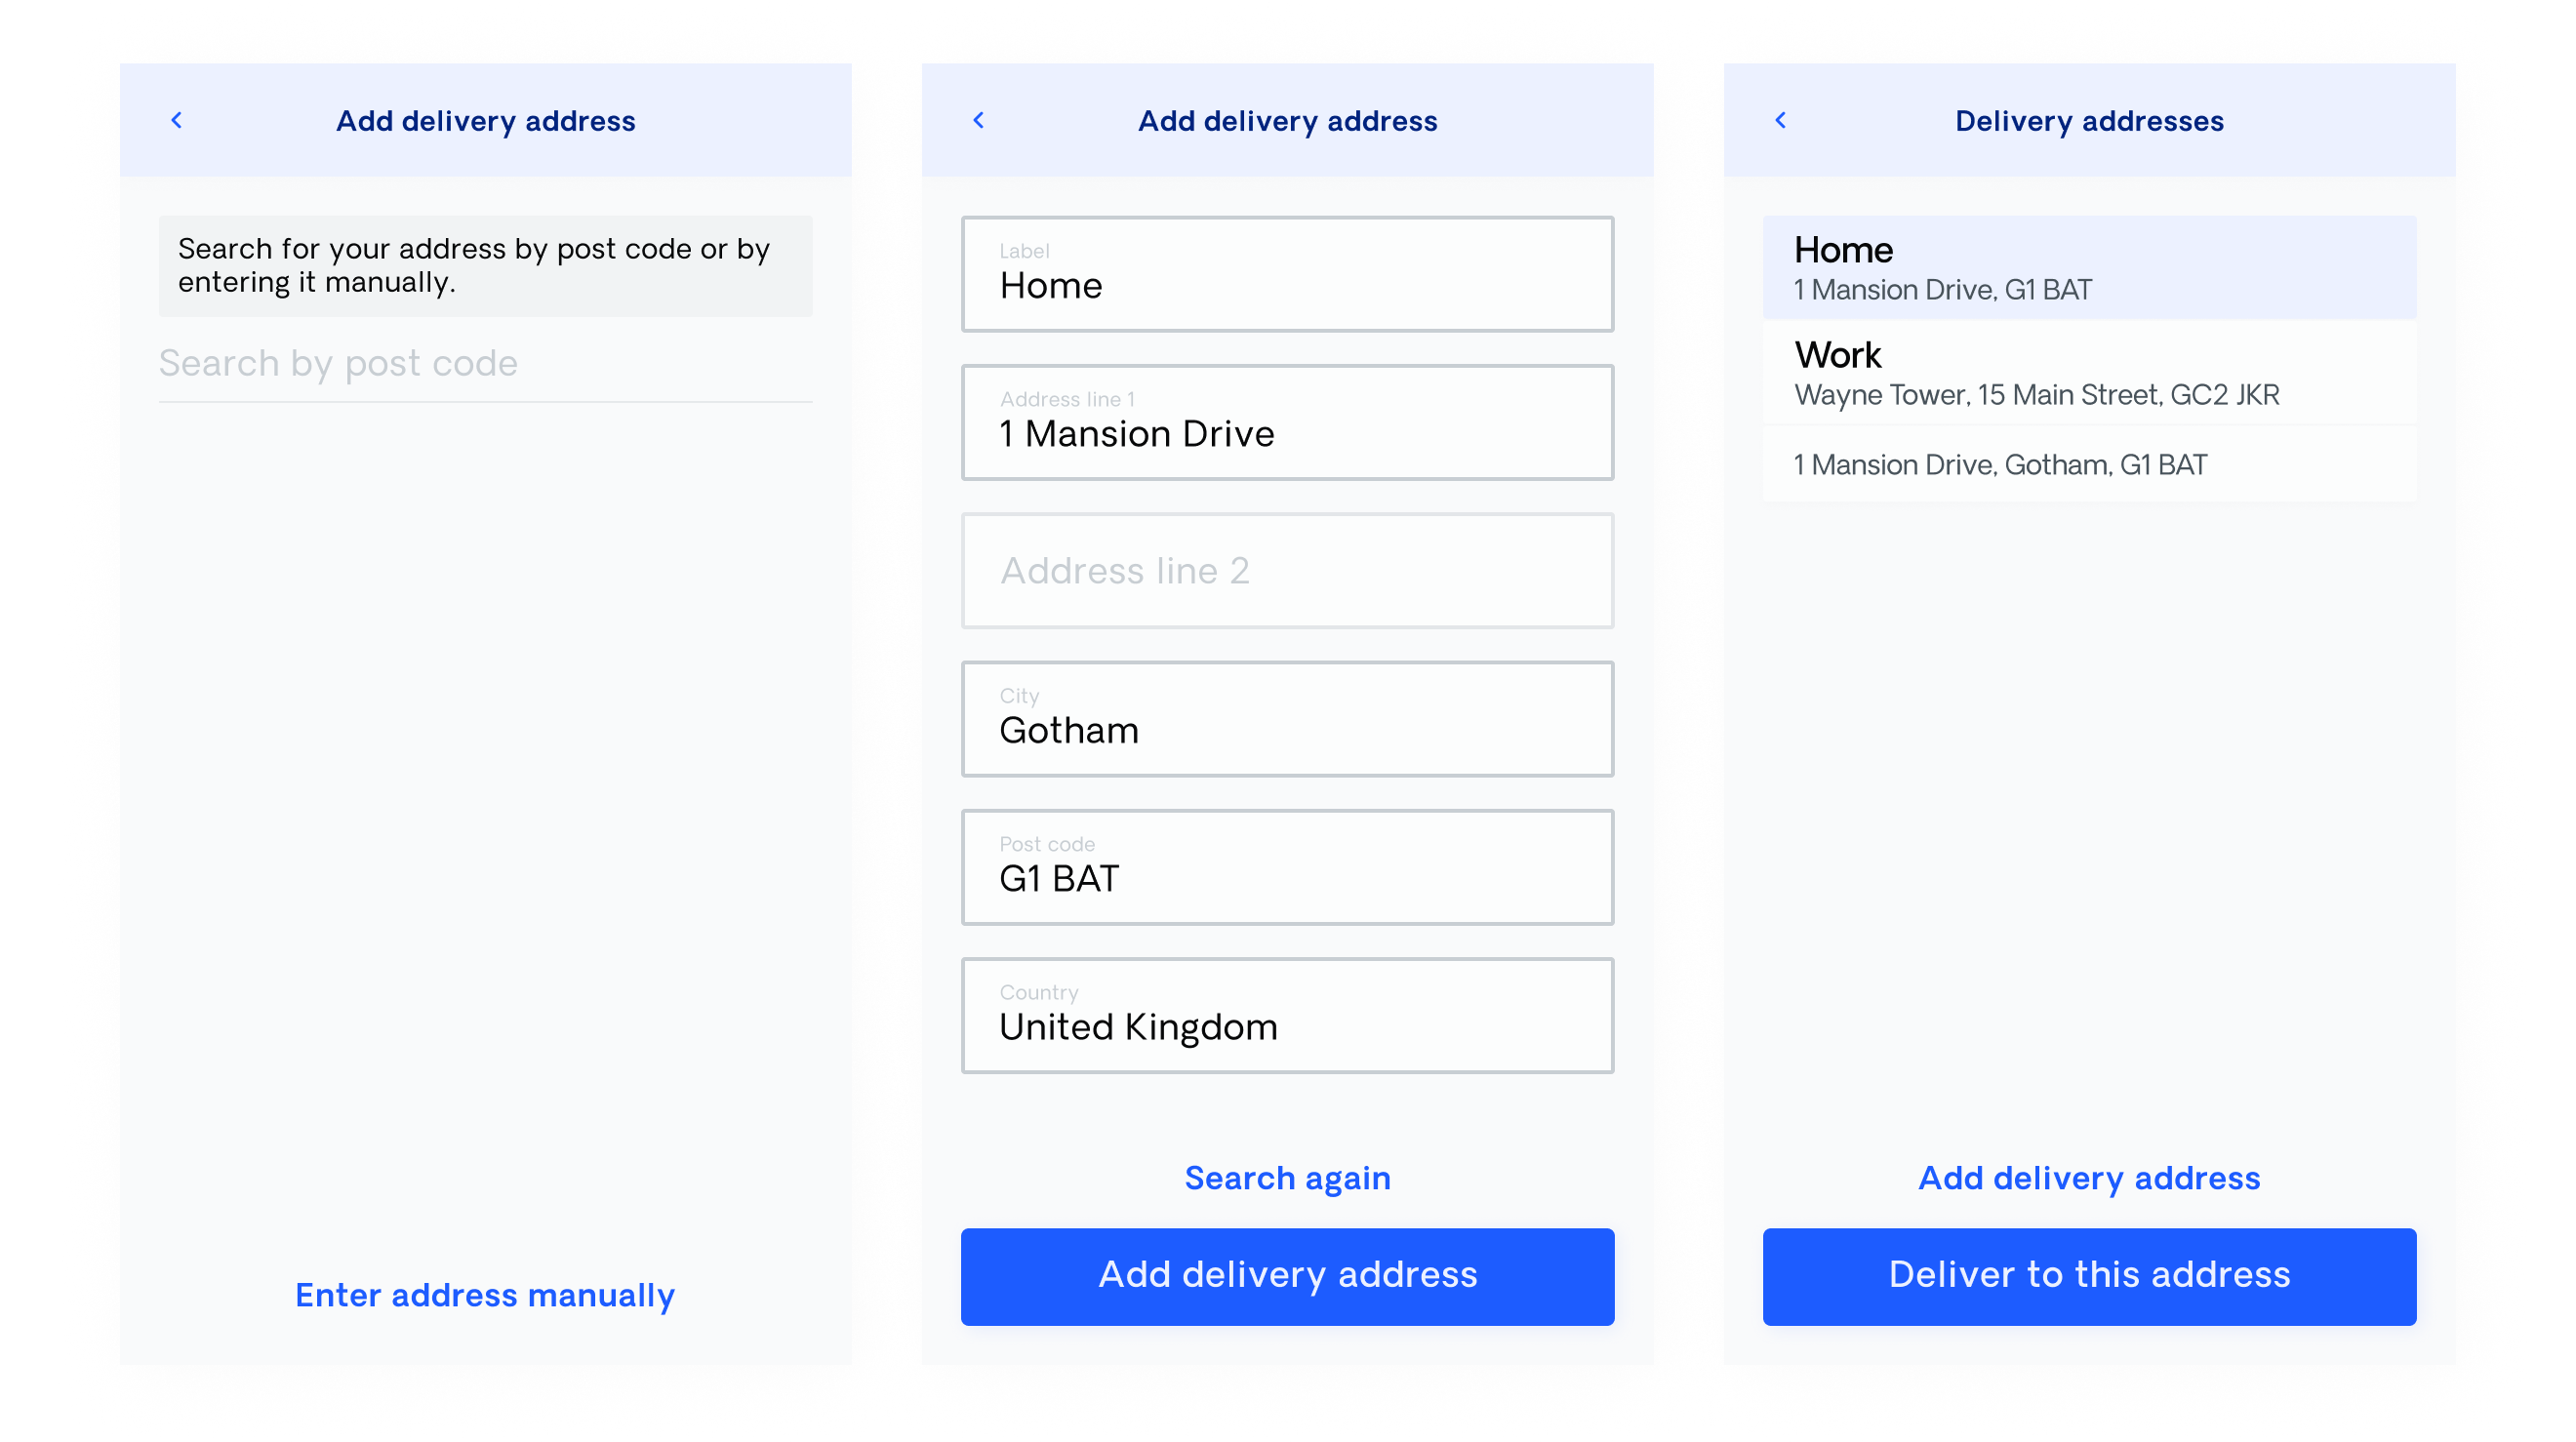 Add delivery address
Search for your address by post code or by
entering it manually.
Search by post code
Enter address manually
Add delivery address
Label
Home
Address line 1
1 Mansion Drive
Address line 2
City
Gotham
Post code
G1 BAT
Country
United Kingdom
Search again
Add delivery address
Delivery addresses
Home
1 Mansion Drive, G1 BAT
Work
Wayne Tower, 15 Main Street, GC2 JKR
1 Mansion Drive, Gotham, G1 BAT
Add delivery address
Deliver to this address